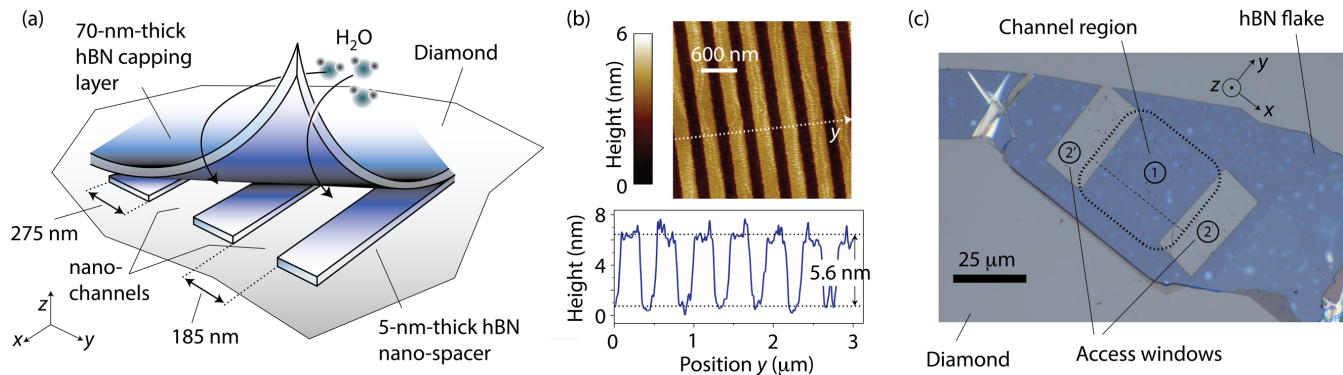 (a)
70-nm-thick
hBN capping
layer
H₂O
Diamond
275 nm
nano-
channels
185 nm
5-nm-thick hBN
nano-spacer
z
x
y
(b)
6
Height (nm)
0
600 nm
y
8
4
0
Height (nm)
5.6 nm
0 1 2 3
Position y (μm)
(c)
Channel region
hBN flake
y
z
x
2'
1
2
25 μm
Diamond
Access windows